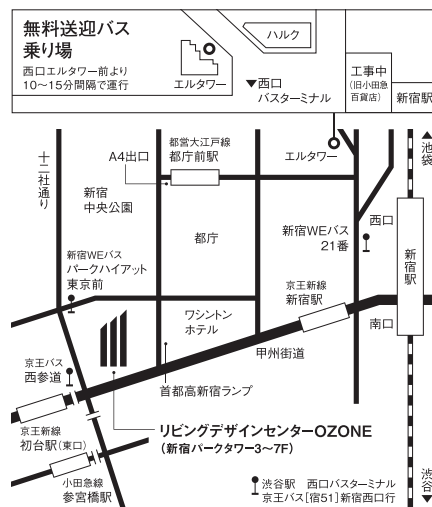 無料送迎バス
乗り場
西口エルタワー前より
10〜15分間隔で運行
ハルク
エルタワー
▼西口
バスターミナル
工事中
(旧小田急
百貨店)
新宿駅
十二社通り
都営大江戸線
都庁前駅
A4出口
エルタワー
▲池袋
新宿
中央公園
都庁
新宿WEバス
21番
西口
新宿駅
新宿WEバス
パークハイアット
東京前
京王新線
新宿駅
ワシントン
ホテル
南口
甲州街道
京王バス
西参道
首都高新宿ランプ
京王新線
初台駅(東口)
リビングデザインセンターOZONE
(新宿パークタワー3〜7F)
小田急線
参宮橋駅
渋谷駅 西口バスターミナル
京王バス[宿51]新宿西口行
渋谷▼